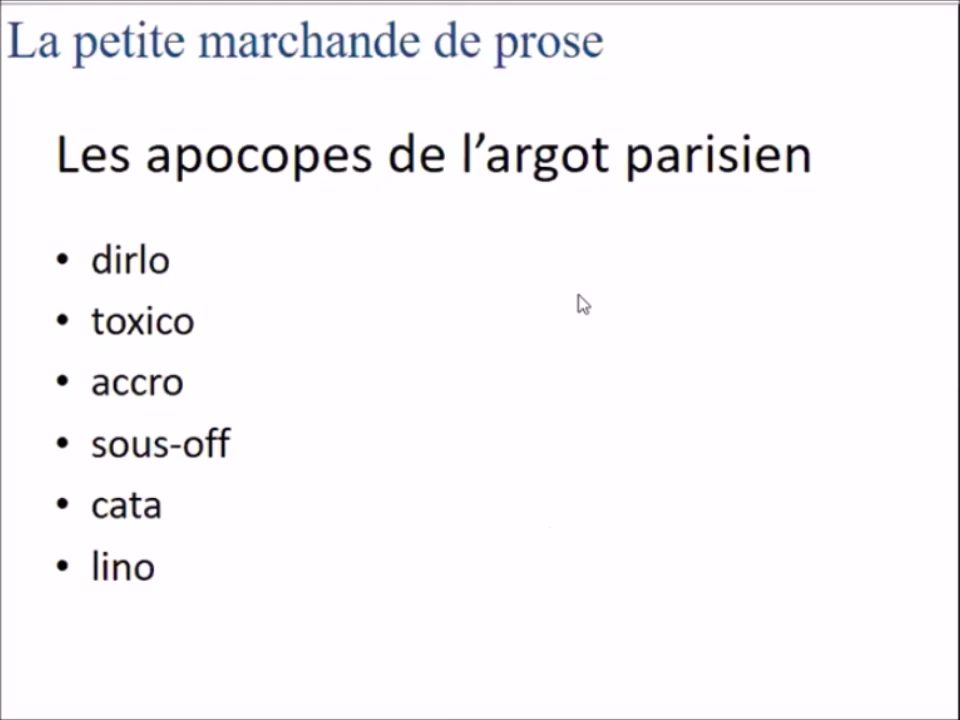 La petite marchande de prose
Les apocopes de l’argot parisien
• dirlo
• toxico
• accro
• sous-off
• cata
• lino